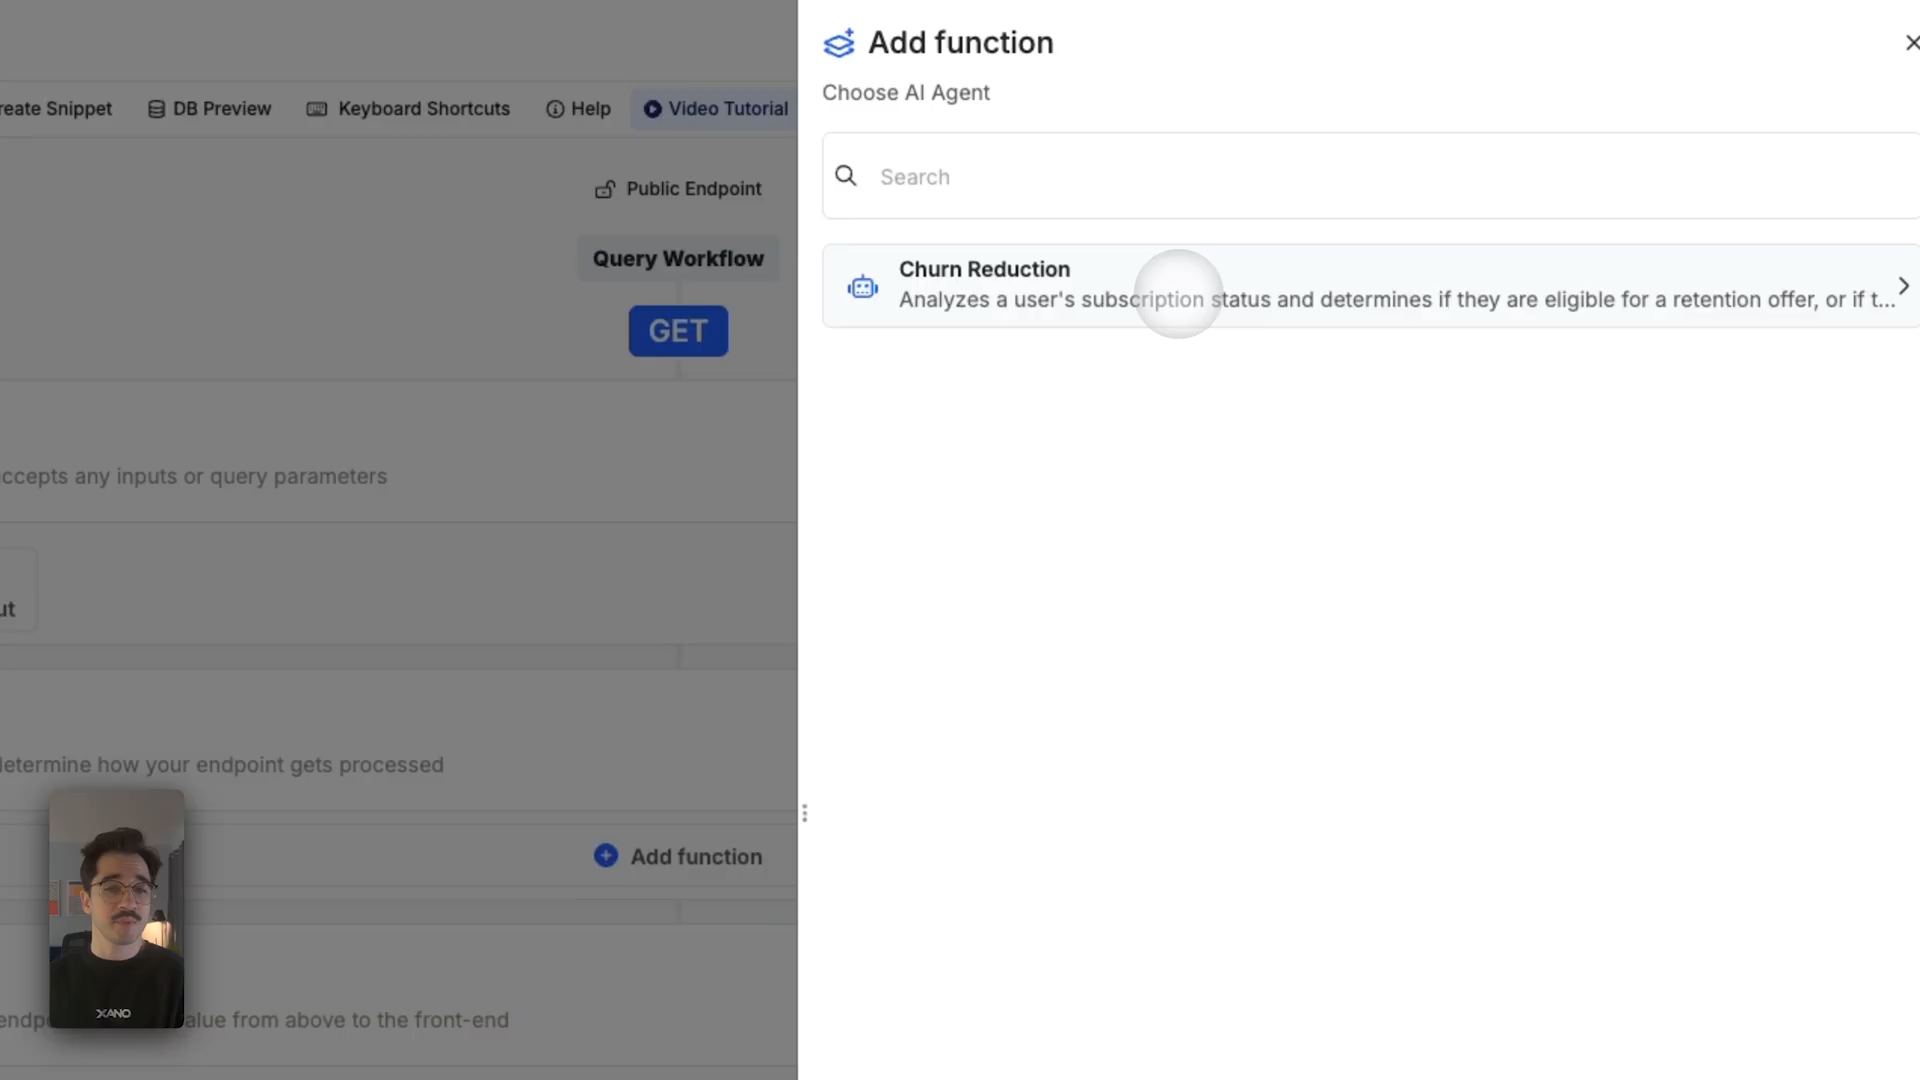 Add function
Choose AI Agent
reate Snippet
DB Preview
Keyboard Shortcuts
Help
Video Tutorial
Search
Public Endpoint
Query Workflow
GET
Churn Reduction
Analyzes a user's subscription status and determines if they are eligible for a retention offer, or if t...
ccepts any inputs or query parameters
ut
letermine how your endpoint gets processed
Add function
XANO
endp
alue from above to the front-end